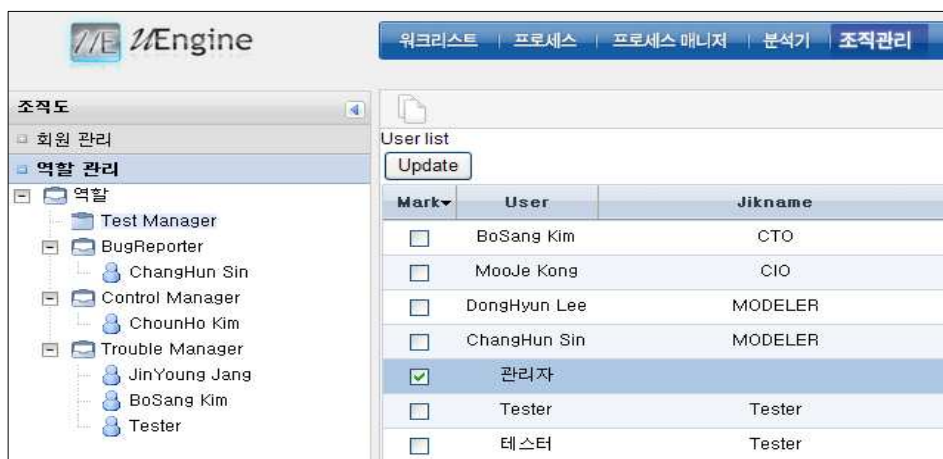 UE uEngine
워크리스트 | 프로세스 | 프로세스 매니저 | 분석기 조직관리
조직도
회원 관리
역할 관리
역할
Test Manager
BugReporter
ChangHun Sin
Control Manager
ChounHo Kim
Trouble Manager
JinYoung Jang
BoSang Kim
Tester
User list
Update
Mark User Jikname
BoSang Kim CTO
MooJe Kong CIO
DongHyun Lee MODELER
ChangHun Sin MODELER
관리자
Tester Tester
테스터 Tester